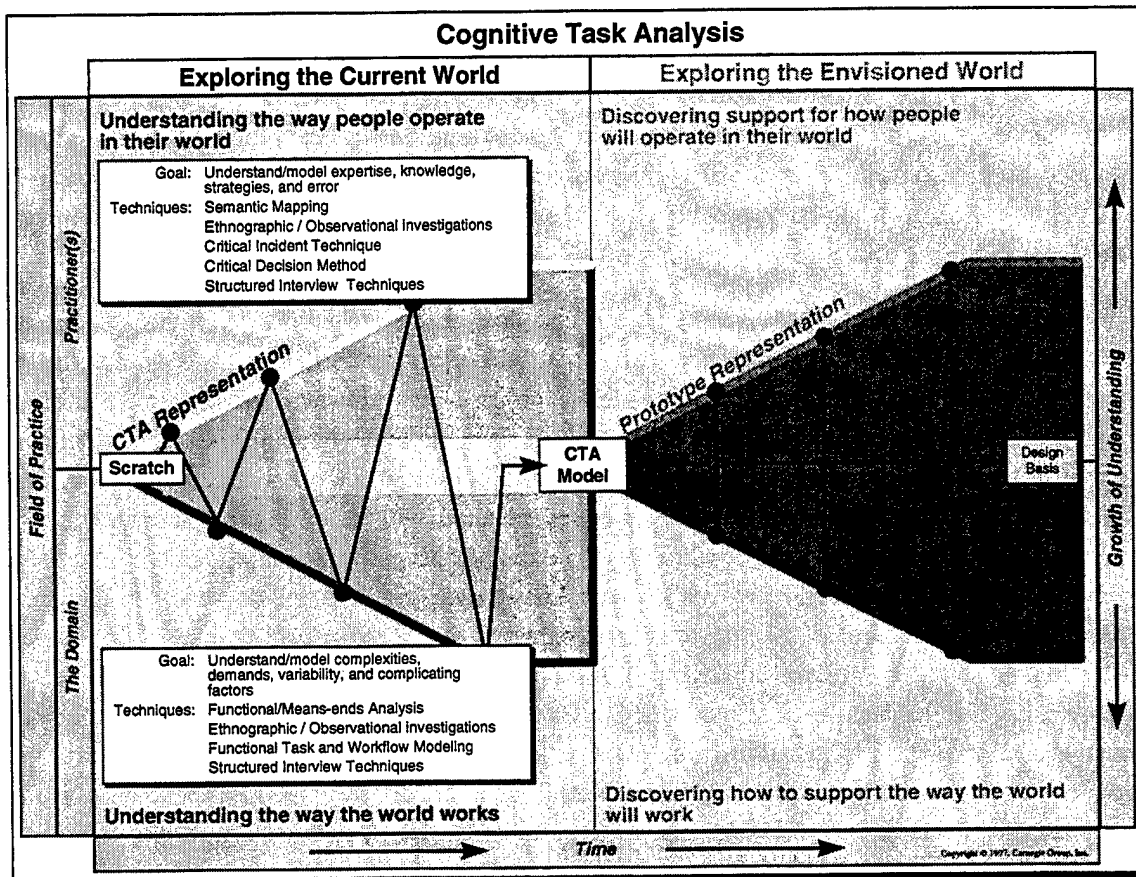 Cognitive Task Analysis
Exploring the Current World
Exploring the Envisioned World
Understanding the way people operate
in their world
Discovering support for how people
will operate in their world
Goal: Understand/model expertise, knowledge,
strategies, and error
Techniques: Semantic Mapping
Ethnographic / Observational Investigations
Critical Incident Technique
Critical Decision Method
Structured Interview Techniques
Field of Practice
Practitioner(s)
The Domain
CTA Representation
Scratch
CTA
Model
Prototype Representation
Design
Basis
Growth of Understanding
Goal: Understand/model complexities,
demands, variability, and complicating
factors
Techniques: Functional/Means-ends Analysis
Ethnographic / Observational Investigations
Functional Task and Workflow Modeling
Structured Interview Techniques
Understanding the way the world works
Discovering how to support the way the world
will work
Time
Copyright © 1997, Carnegie Group, Inc.